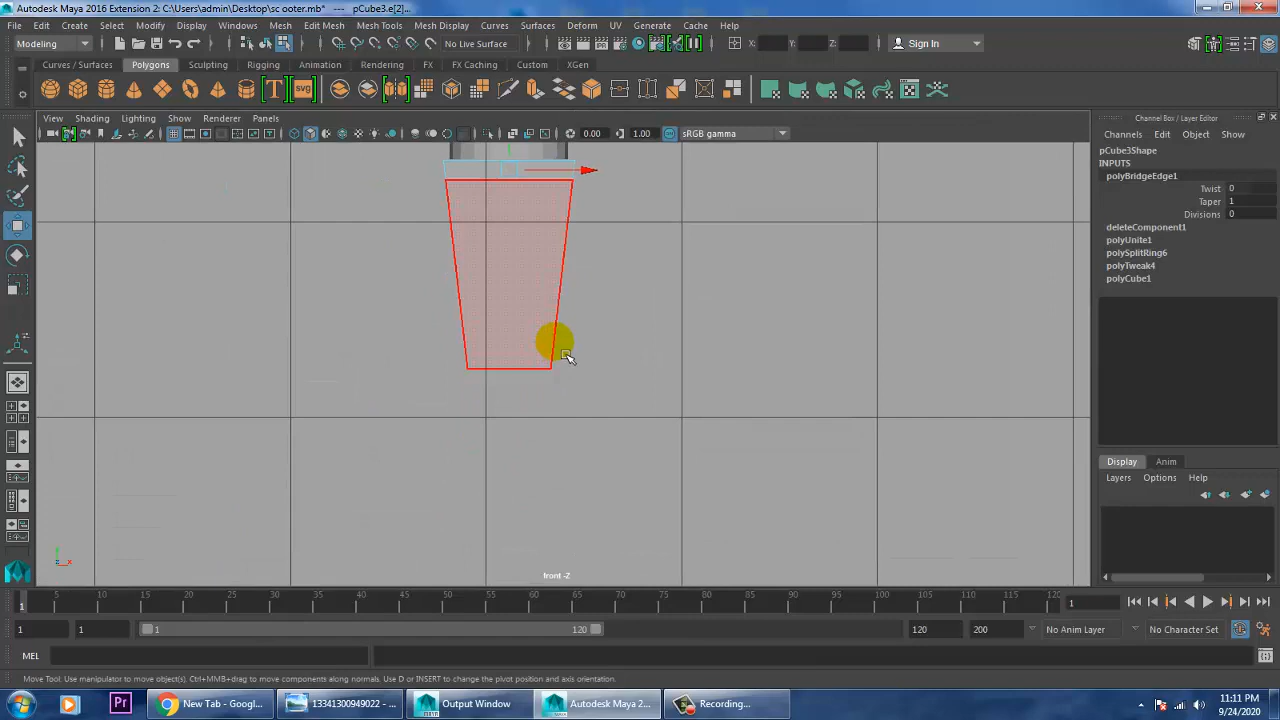 Autodesk Maya 2016 Extension 2: C:\Users\admin\Desktop\sc ooter.mb* --- pCube3.e[2]...
File Edit Create Select Modify Display Windows Mesh Edit Mesh Mesh Tools Mesh Display Curves Surfaces Deform UV Generate Cache Help
Modeling No Live Surface X: Y: Z: Sign In
Curves / Surfaces Polygons Sculpting Rigging Animation Rendering FX FX Caching Custom XGen
T svg
Channel Box / Layer Editor
View Shading Lighting Show Renderer Panels
Channels Edit Object Show
0.00 1.00 sRGB gamma
pCube3Shape
INPUTS
polyBridgeEdge1
Twist 0
Taper 1
Divisions 0
deleteComponent1
polyUnite1
polySplitRing6
polyTweak4
polyCube1
Display Anim
Layers Options Help
front -Z
1 5 10 15 20 25 30 35 40 45 50 55 60 65 70 75 80 85 90 95 100 105 110 115 120 1
1 1 1 120 120 200 No Anim Layer No Character Set
MEL
Move Tool: Use manipulator to move object(s). Ctrl+MMB+drag to move components along normals. Use D or INSERT to change the pivot position and axis orientation.
Pr New Tab - Googl... 13341300949022 - ... Output Window Autodesk Maya 2... Recording... 11:11 PM
9/24/2020